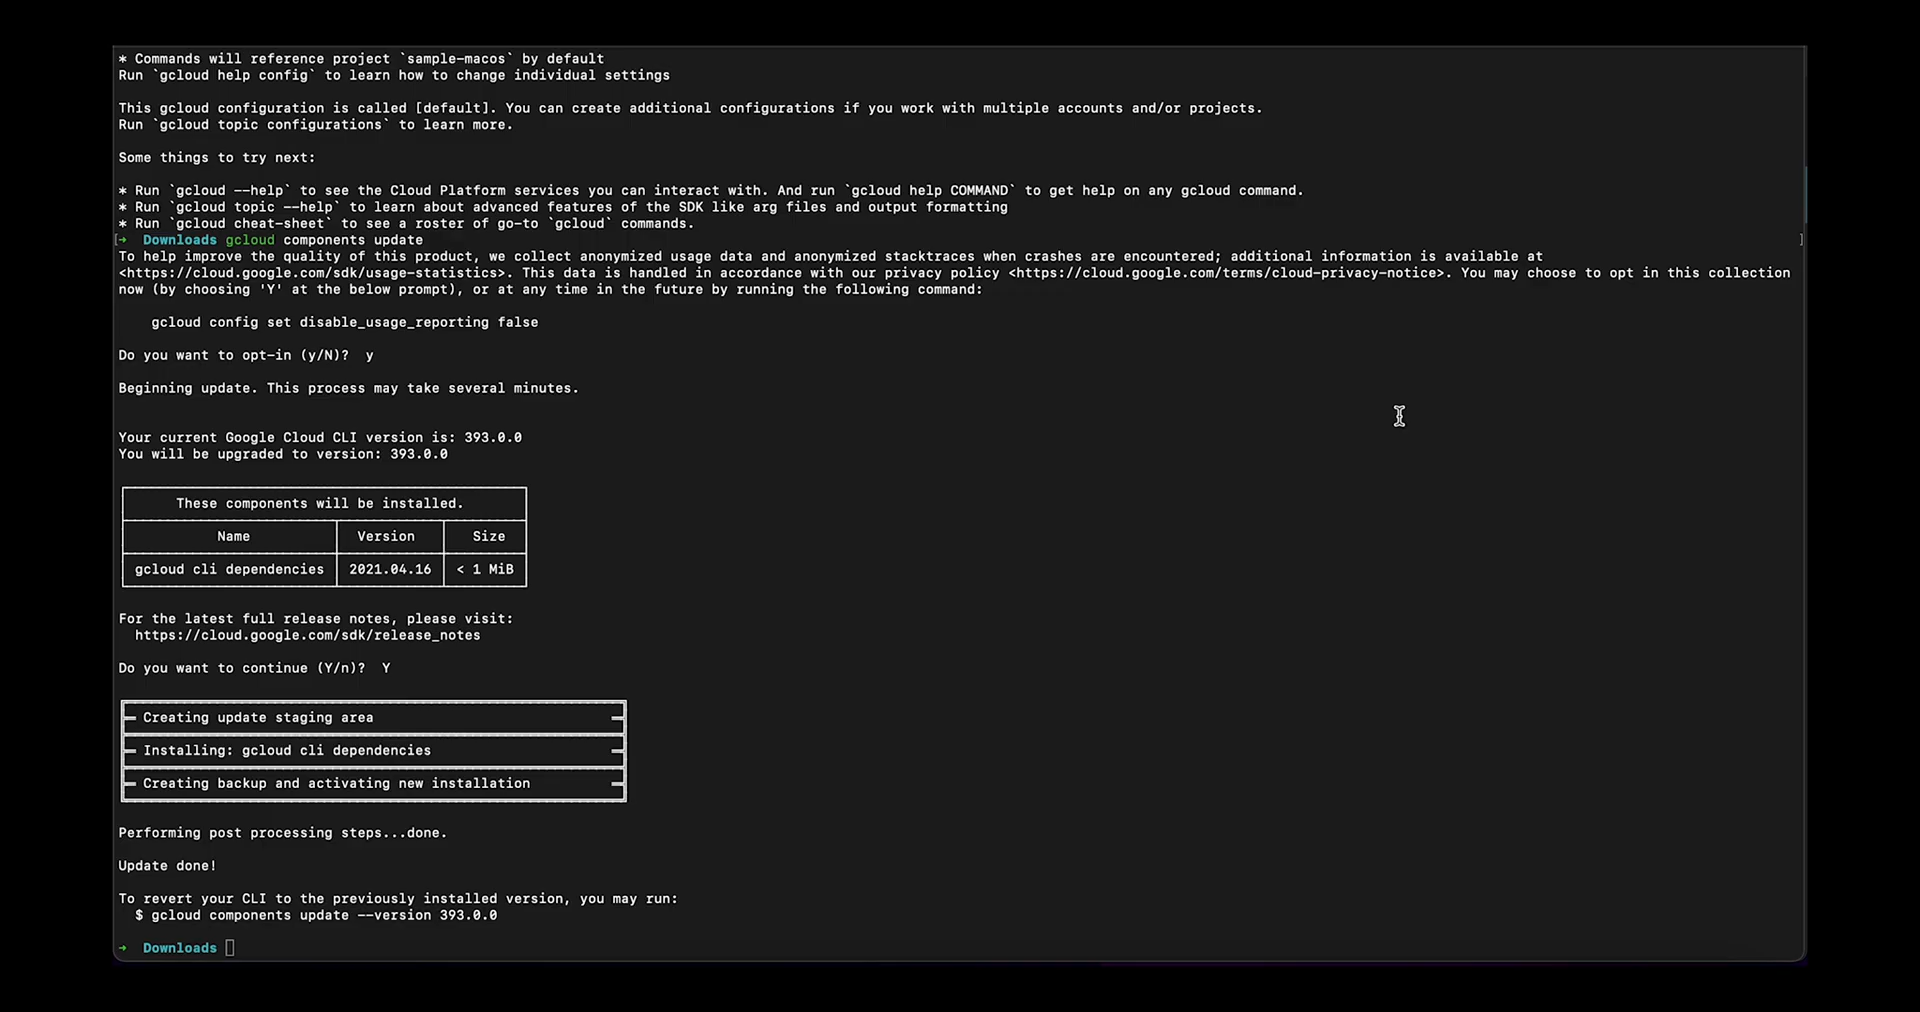 * Commands will reference project `sample-macos` by default
Run `gcloud help config` to learn how to change individual settings
This gcloud configuration is called [default]. You can create additional configurations if you work with multiple accounts and/or projects.
Run `gcloud topic configurations` to learn more.
Some things to try next:
* Run `gcloud --help` to see the Cloud Platform services you can interact with. And run `gcloud help COMMAND` to get help on any gcloud command.
* Run `gcloud topic --help` to learn about advanced features of the SDK like arg files and output formatting
* Run `gcloud cheat-sheet` to see a roster of go-to `gcloud` commands.
[→ Downloads gcloud components update ]
To help improve the quality of this product, we collect anonymized usage data and anonymized stacktraces when crashes are encountered; additional information is available at
<https://cloud.google.com/sdk/usage-statistics>. This data is handled in accordance with our privacy policy <https://cloud.google.com/terms/cloud-privacy-notice>. You may choose to opt in this collection
now (by choosing 'Y' at the below prompt), or at any time in the future by running the following command:
gcloud config set disable_usage_reporting false
Do you want to opt-in (y/N)? y
Beginning update. This process may take several minutes.
Your current Google Cloud CLI version is: 393.0.0
You will be upgraded to version: 393.0.0
These components will be installed.
Name Version Size
gcloud cli dependencies 2021.04.16 < 1 MiB
For the latest full release notes, please visit:
https://cloud.google.com/sdk/release_notes
Do you want to continue (Y/n)? Y
Creating update staging area
Installing: gcloud cli dependencies
Creating backup and activating new installation
Performing post processing steps...done.
Update done!
To revert your CLI to the previously installed version, you may run:
$ gcloud components update --version 393.0.0
→ Downloads